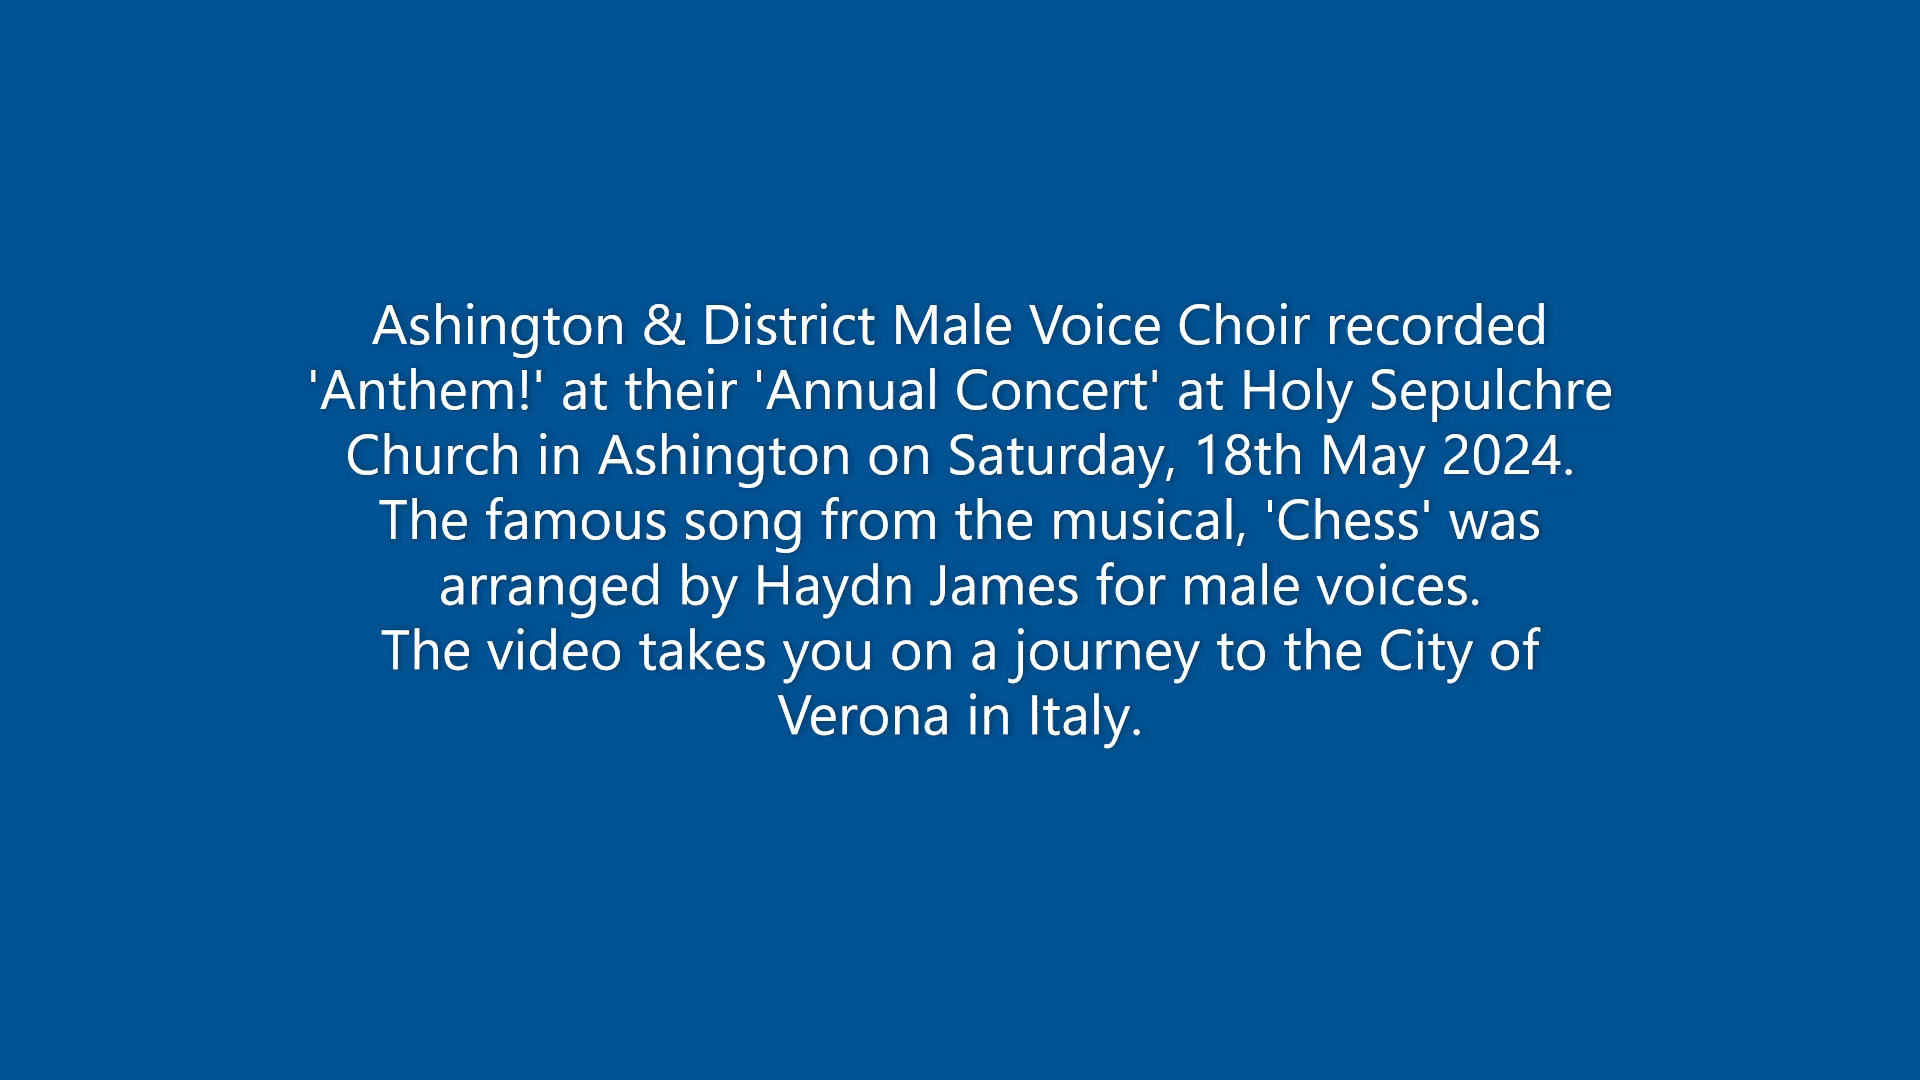 Ashington & District Male Voice Choir recorded
'Anthem!' at their 'Annual Concert' at Holy Sepulchre
Church in Ashington on Saturday, 18th May 2024.
The famous song from the musical, 'Chess' was
arranged by Haydn James for male voices.
The video takes you on a journey to the City of
Verona in Italy.